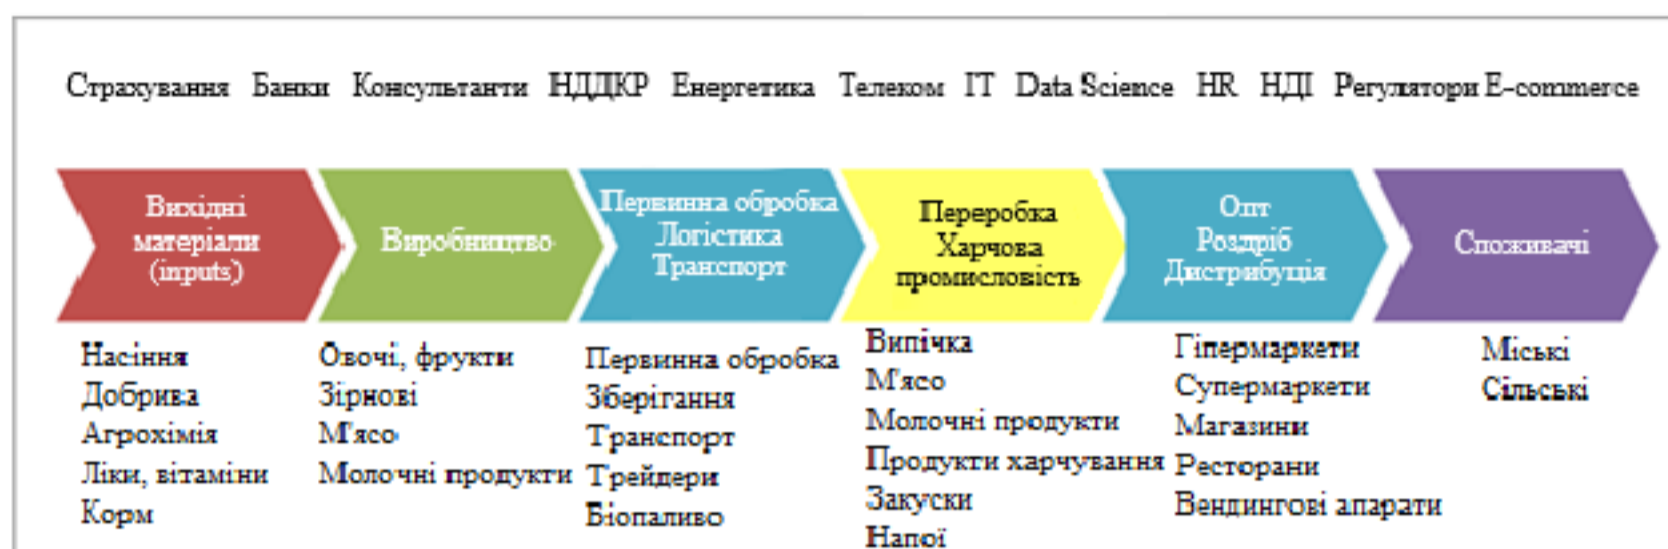 Страхування Банки Консультанти НДДКР Енергетика Телеком IT Data Science HR НДІ Регулятори E-commerce
Вихідні
матеріали
(inputs)
Виробництво
Первинна обробка
Логістика
Транспорт
Переробка
Харчова
промисловість
Опт
Роздріб
Дистрибуція
Споживачі
Насіння
Добрива
Агрохімія
Ліки, вітаміни
Корм
Овочі, фрукти
Зірнові
М'ясо
Молочні продукти
Первинна обробка
Зберігання
Транспорт
Трейдери
Біопаливо
Випічка
М'ясо
Молочні продукти
Продукти харчування
Закуски
Напої
Гіпермаркети
Супермаркети
Магазини
Ресторани
Вендингові апарати
Міські
Сільські